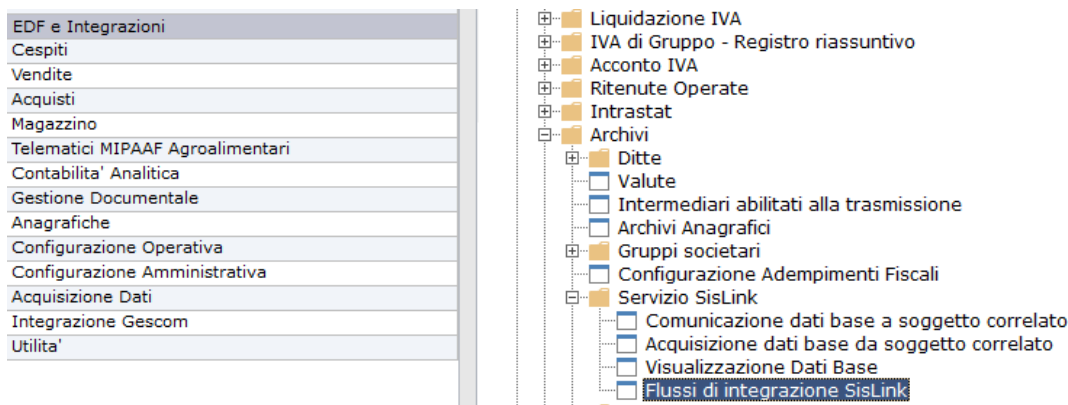 EDF e Integrazioni
Cespiti
Vendite
Acquisti
Magazzino
Telematici MIPAAF Agroalimentari
Contabilita' Analitica
Gestione Documentale
Anagrafiche
Configurazione Operativa
Configurazione Amministrativa
Acquisizione Dati
Integrazione Gescom
Utilita'
Liquidazione IVA
IVA di Gruppo - Registro riassuntivo
Acconto IVA
Ritenute Operate
Intrastat
Archivi
Ditte
Valute
Intermediari abilitati alla trasmissione
Archivi Anagrafici
Gruppi societari
Configurazione Adempimenti Fiscali
Servizio SisLink
Comunicazione dati base a soggetto correlato
Acquisizione dati base da soggetto correlato
Visualizzazione Dati Base
Flussi di integrazione SisLink